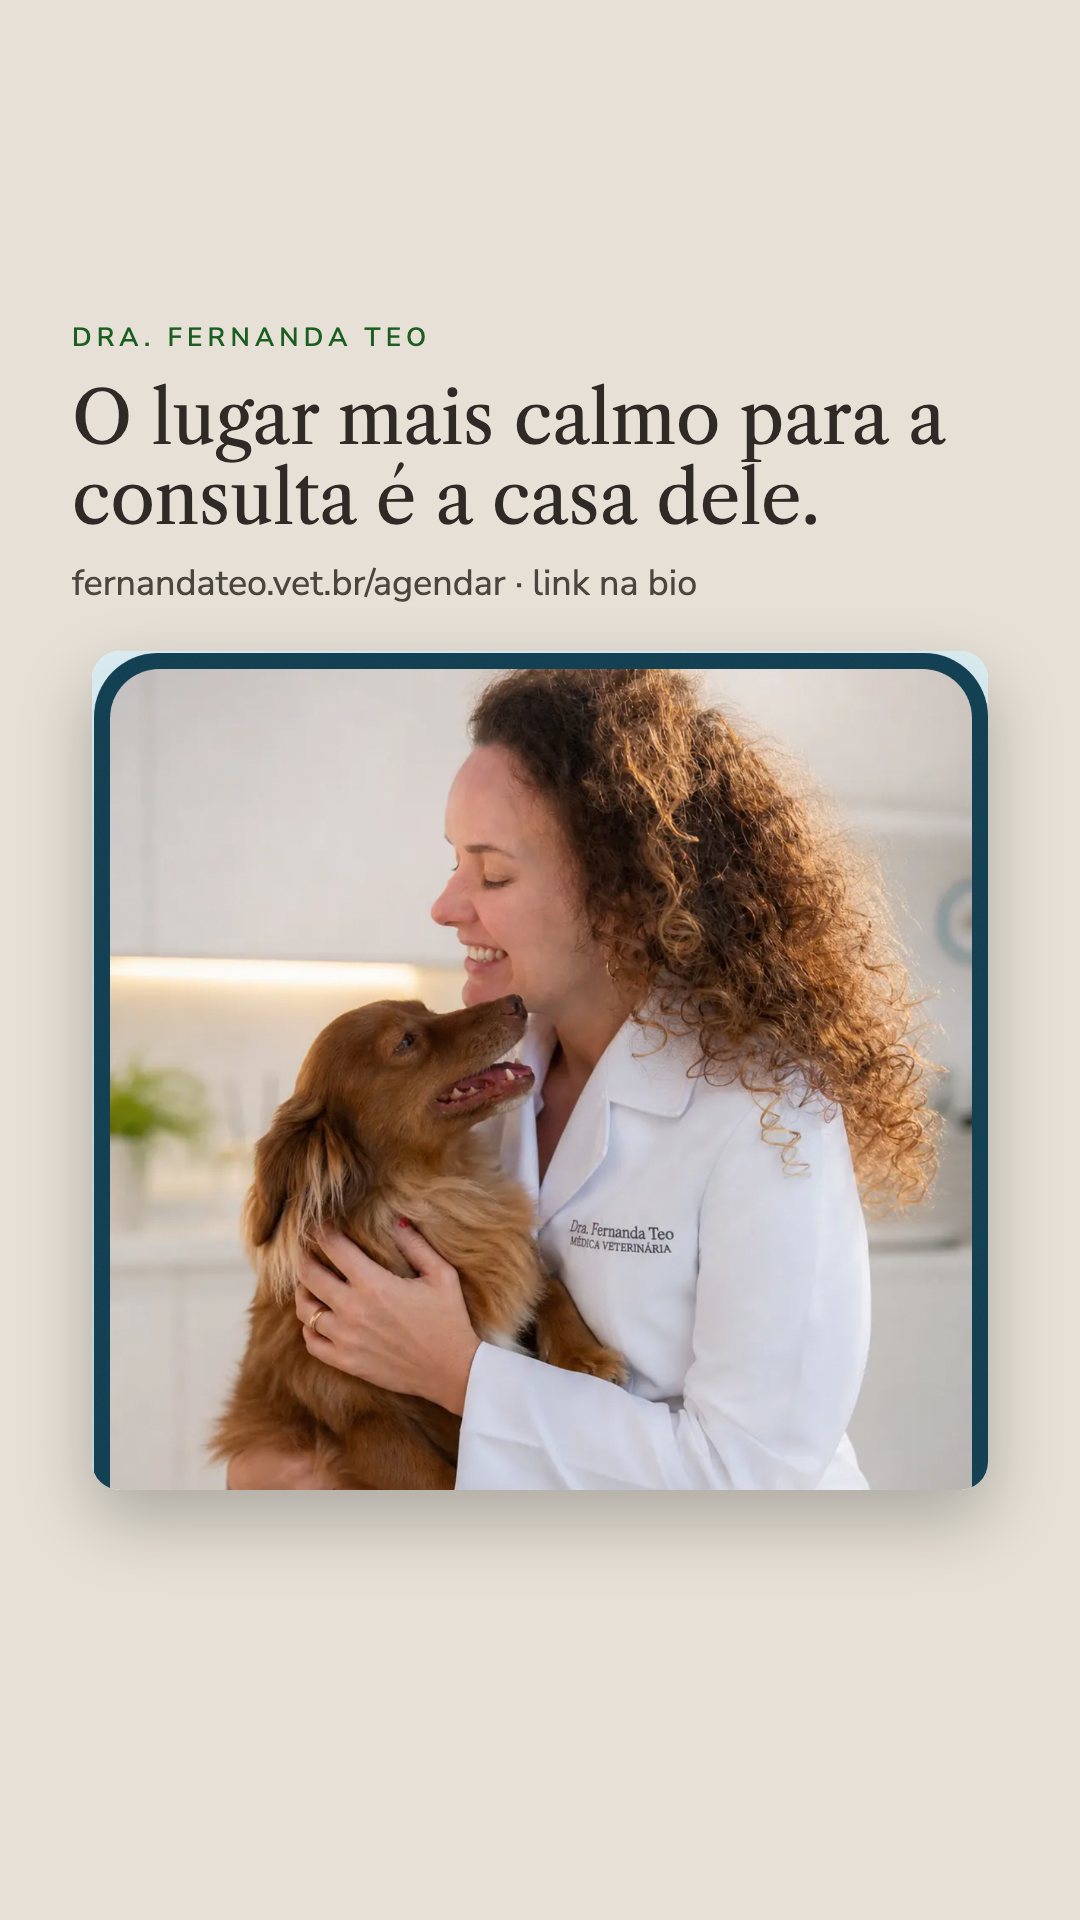 DRA. FERNANDA TEO
O lugar mais calmo para a
consulta é a casa dele.
fernandateo.vet.br/agendar · link na bio
Dra. Fernanda Teo
MÉDICA VETERINÁRIA